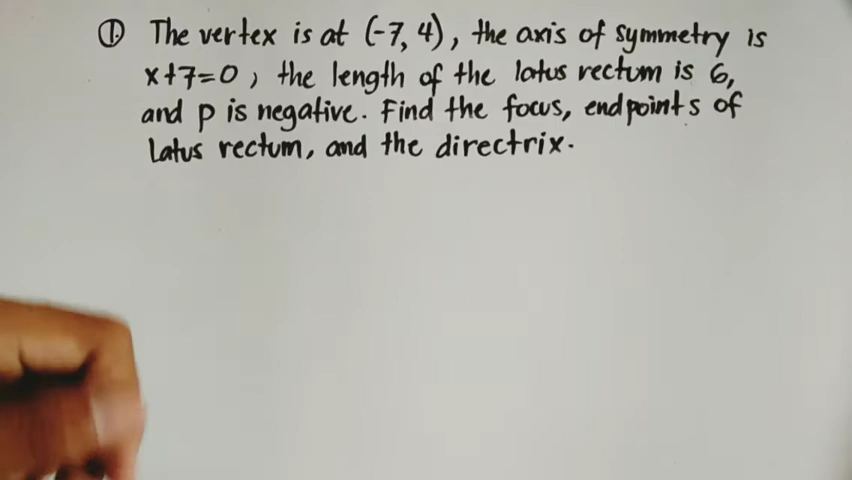 ① The vertex is at (-7, 4), the axis of symmetry is
x+7=0, the length of the latus rectum is 6,
and p is negative. Find the focus, endpoints of
Latus rectum, and the directrix.